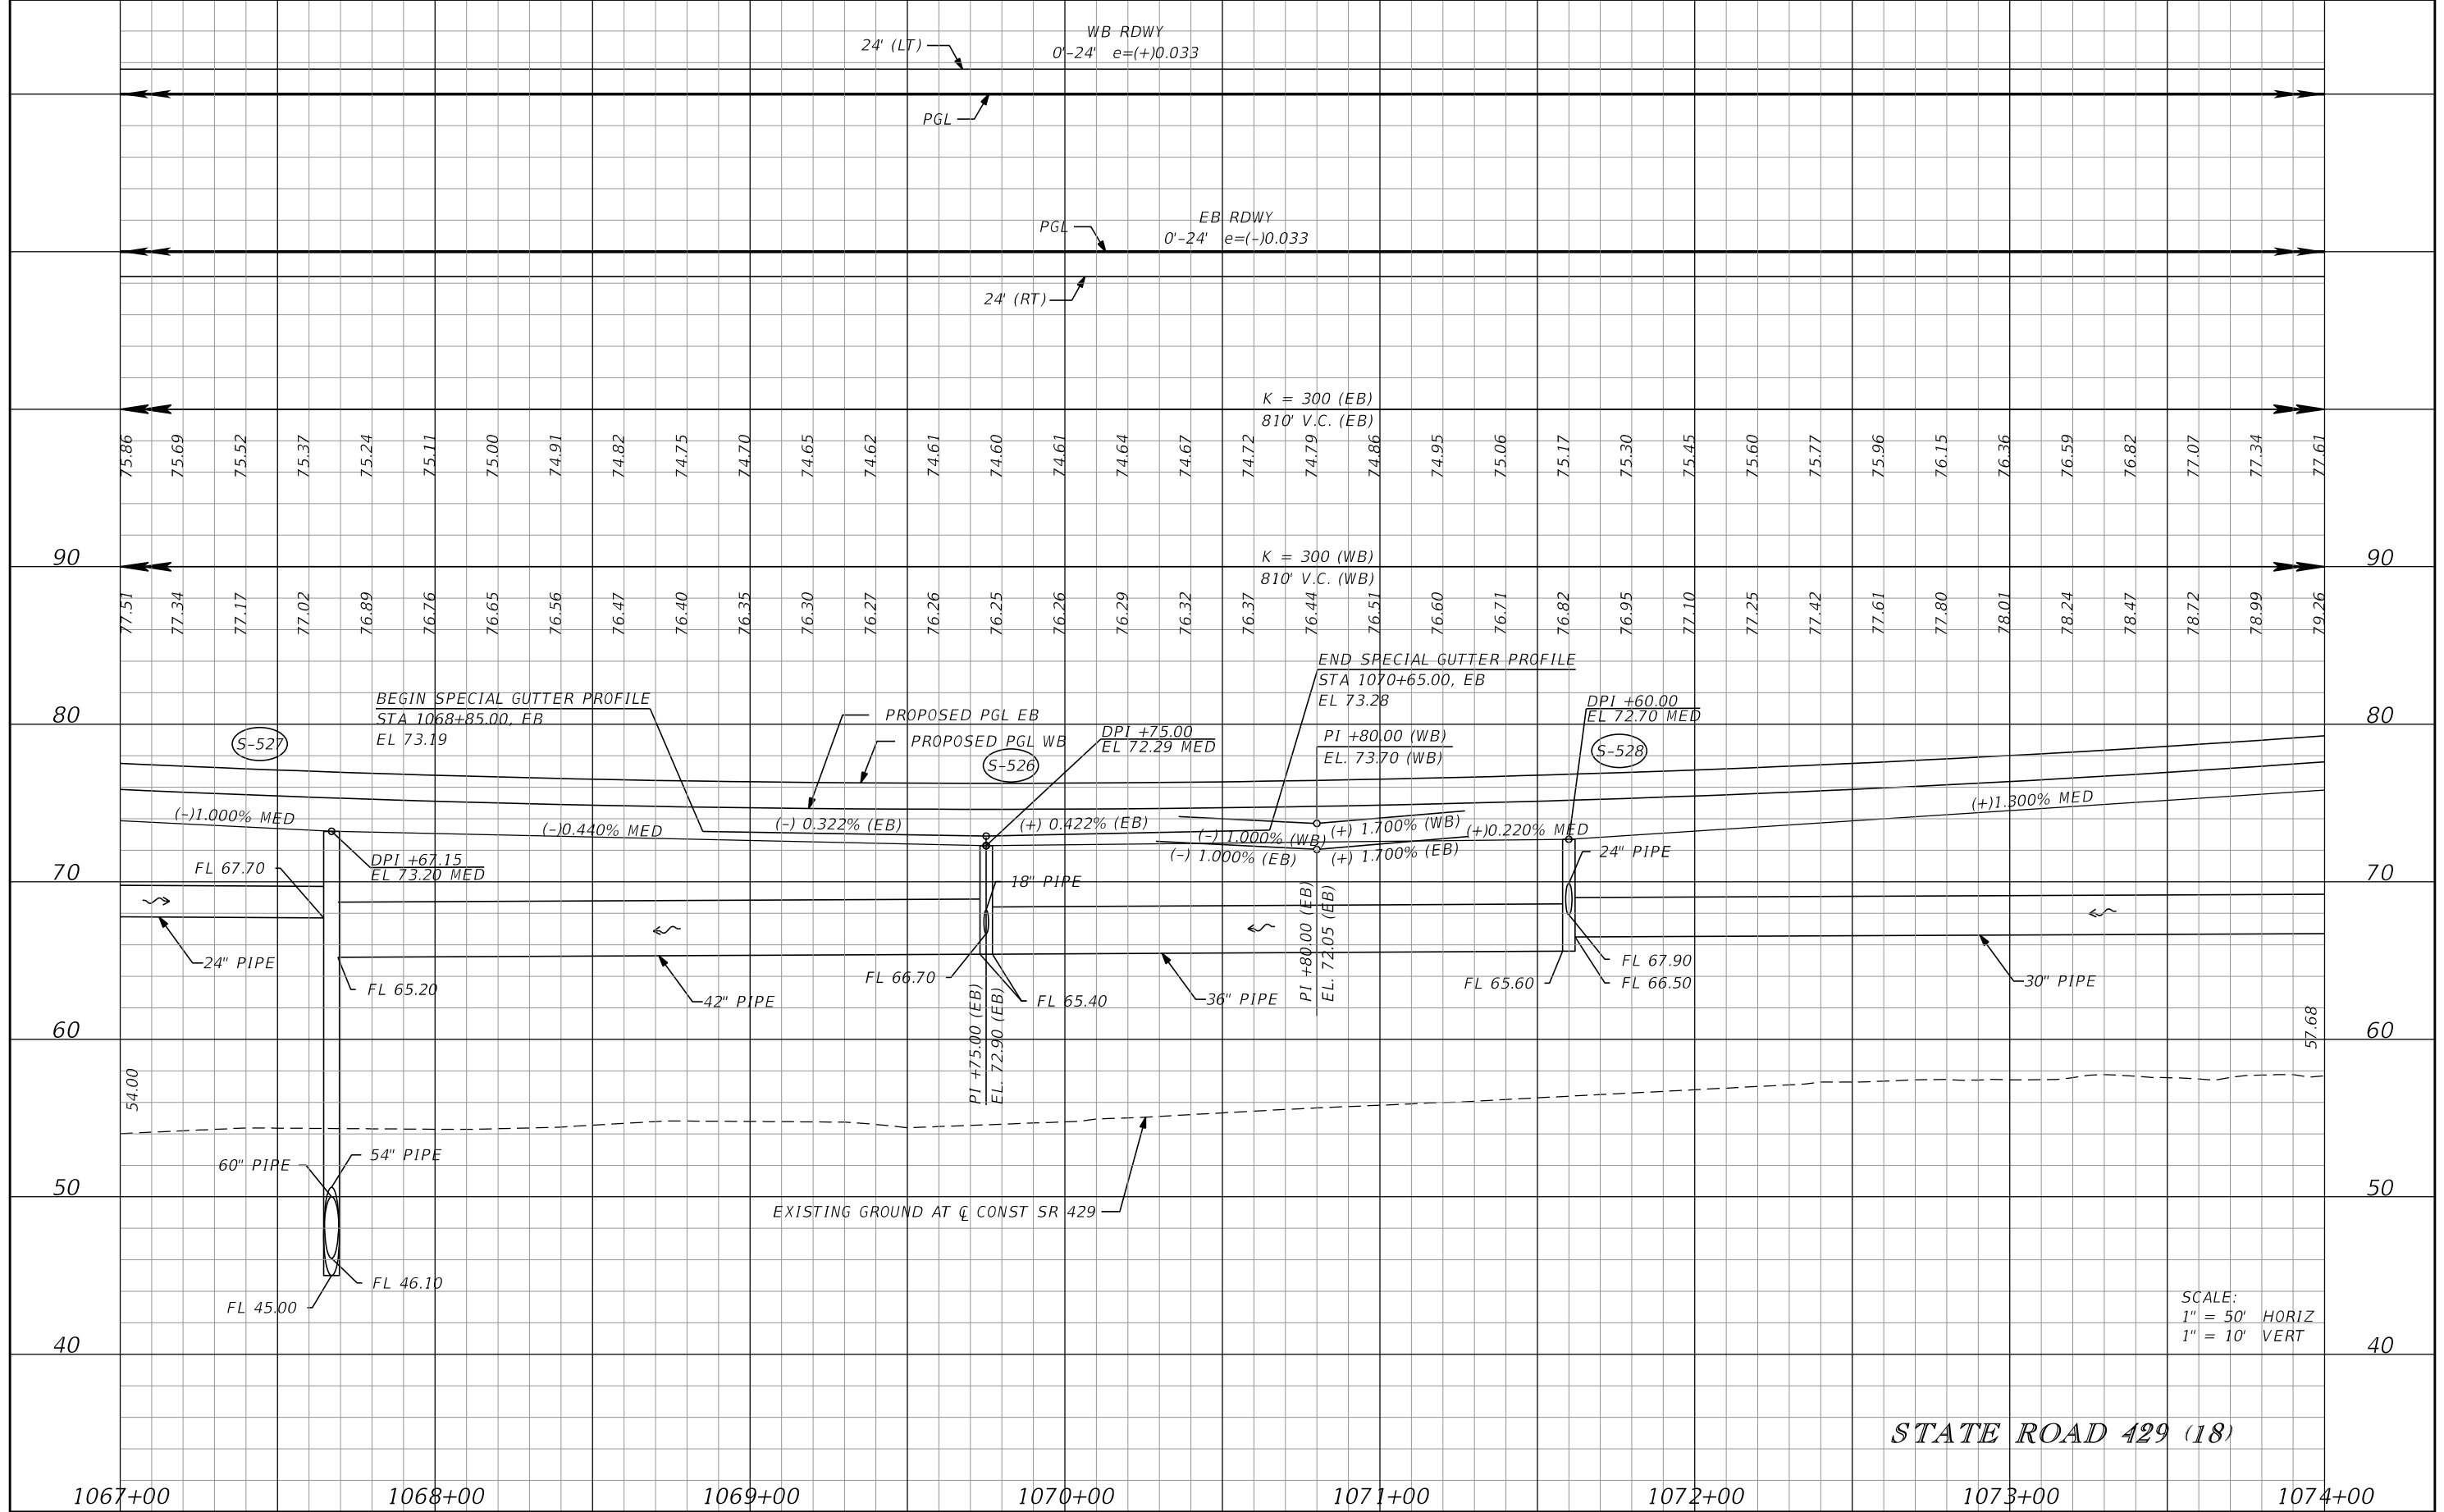 WB RDWY
24' (LT)
0'-24' e=(+)0.033
PGL
EB RDWY
PGL
0'-24' e=(-)0.033
24' (RT)
K = 300 (EB)
810' V.C. (EB)
75.86 75.69 75.52 75.37 75.24 75.11 75.00 74.91 74.82 74.75 74.70 74.65 74.62 74.61 74.60 74.61 74.64 74.67 74.72 74.79 74.86 74.95 75.06 75.17 75.30 75.45 75.60 75.77 75.96 76.15 76.36 76.59 76.82 77.07 77.34 77.61
90 K = 300 (WB) 90
810' V.C. (WB)
77.51 77.34 77.17 77.02 76.89 76.76 76.65 76.56 76.47 76.40 76.35 76.30 76.27 76.26 76.25 76.26 76.29 76.32 76.37 76.44 76.51 76.60 76.71 76.82 76.95 77.10 77.25 77.42 77.61 77.80 78.01 78.24 78.47 78.72 78.99 79.26
END SPECIAL GUTTER PROFILE
STA 1070+65.00, EB
EL 73.28
BEGIN SPECIAL GUTTER PROFILE
STA 1068+85.00, EB
EL 73.19
DPI +60.00
EL 72.70 MED
80 80
PROPOSED PGL EB
PROPOSED PGL WB
DPI +75.00
EL 72.29 MED
PI +80.00 (WB)
EL. 73.70 (WB)
S-527
S-526
S-528
(-)1.000% MED
(-)0.440% MED
(-) 0.322% (EB)
(+) 0.422% (EB)
(-) 1.000% (WB)
(+) 1.700% (WB)
(+)0.220% MED
(+)1.300% MED
(-) 1.000% (EB)
(+) 1.700% (EB)
DPI +67.15
EL 73.20 MED
FL 67.70
24" PIPE
18" PIPE
70 70
24" PIPE
FL 65.20
42" PIPE
FL 66.70
FL 65.40
36" PIPE
FL 65.60
FL 67.90
FL 66.50
30" PIPE
PI +75.00 (EB)
EL. 72.90 (EB)
PI +80.00 (EB)
EL. 72.05 (EB)
60 60
54.00
57.68
60" PIPE
54" PIPE
50 50
EXISTING GROUND AT ℄ CONST SR 429
FL 46.10
FL 45.00
SCALE:
1" = 50' HORIZ
1" = 10' VERT
40 40
STATE ROAD 429 (18)
1067+00 1068+00 1069+00 1070+00 1071+00 1072+00 1073+00 1074+00